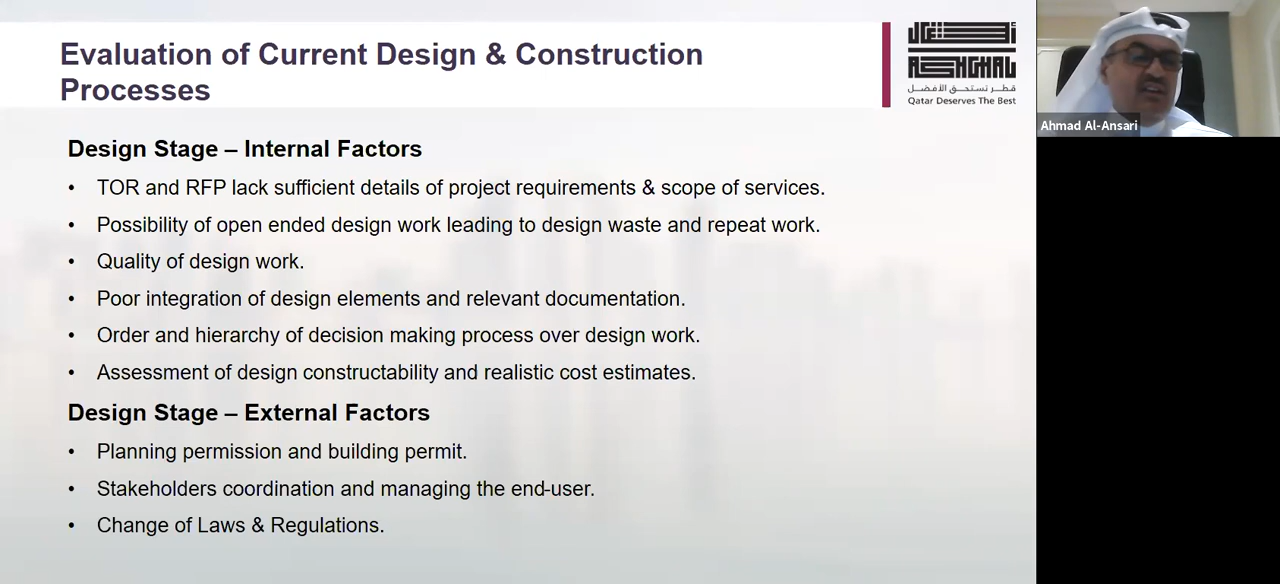 Evaluation of Current Design & Construction
Processes
أشغال
ASHGHAL
قطر تستحق الأفضل
Qatar Deserves The Best
Ahmad Al-Ansari
Design Stage – Internal Factors
• TOR and RFP lack sufficient details of project requirements & scope of services.
• Possibility of open ended design work leading to design waste and repeat work.
• Quality of design work.
• Poor integration of design elements and relevant documentation.
• Order and hierarchy of decision making process over design work.
• Assessment of design constructability and realistic cost estimates.
Design Stage – External Factors
• Planning permission and building permit.
• Stakeholders coordination and managing the end-user.
• Change of Laws & Regulations.